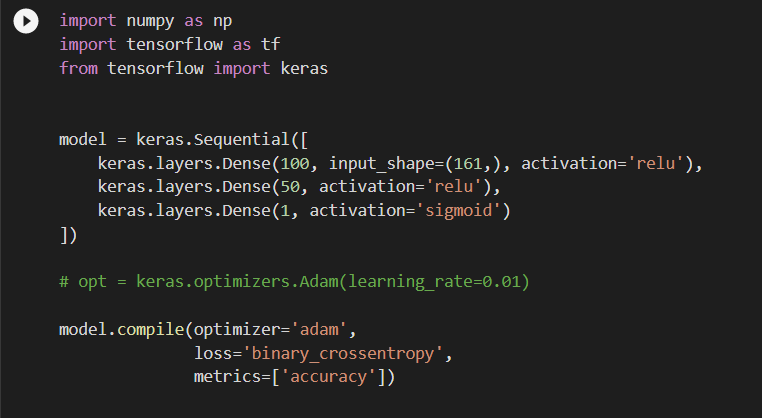 import numpy as np
import tensorflow as tf
from tensorflow import keras
model = keras.Sequential([
    keras.layers.Dense(100, input_shape=(161,), activation='relu'),
    keras.layers.Dense(50, activation='relu'),
    keras.layers.Dense(1, activation='sigmoid')
])
# opt = keras.optimizers.Adam(learning_rate=0.01)
model.compile(optimizer='adam',
              loss='binary_crossentropy',
              metrics=['accuracy'])